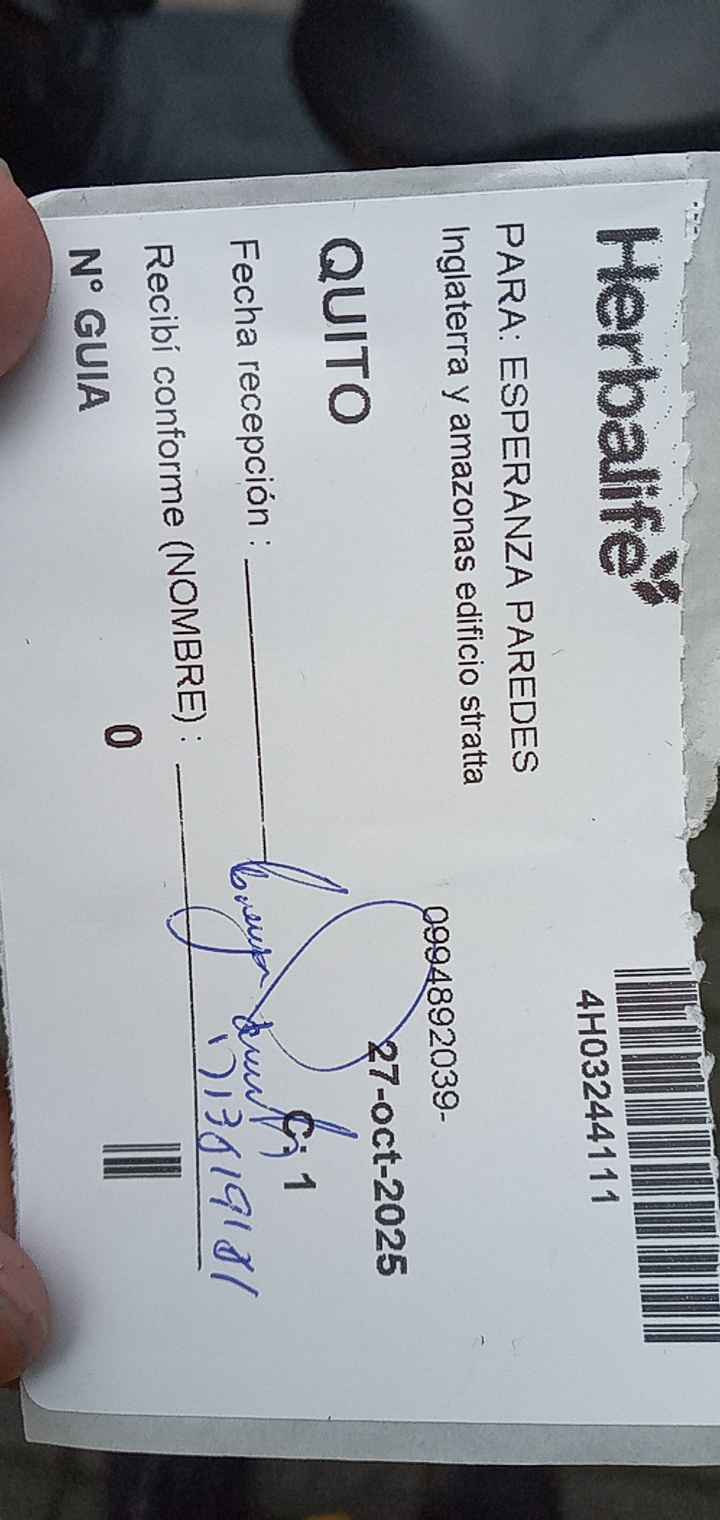 Herbalife
4H03244111
PARA: ESPERANZA PAREDES
Inglaterra y amazonas edificio stratta
0994892039-
QUITO
27-oct-2025
Fecha recepción :
C: 1
Recibí conforme (NOMBRE) :
N° GUIA
0